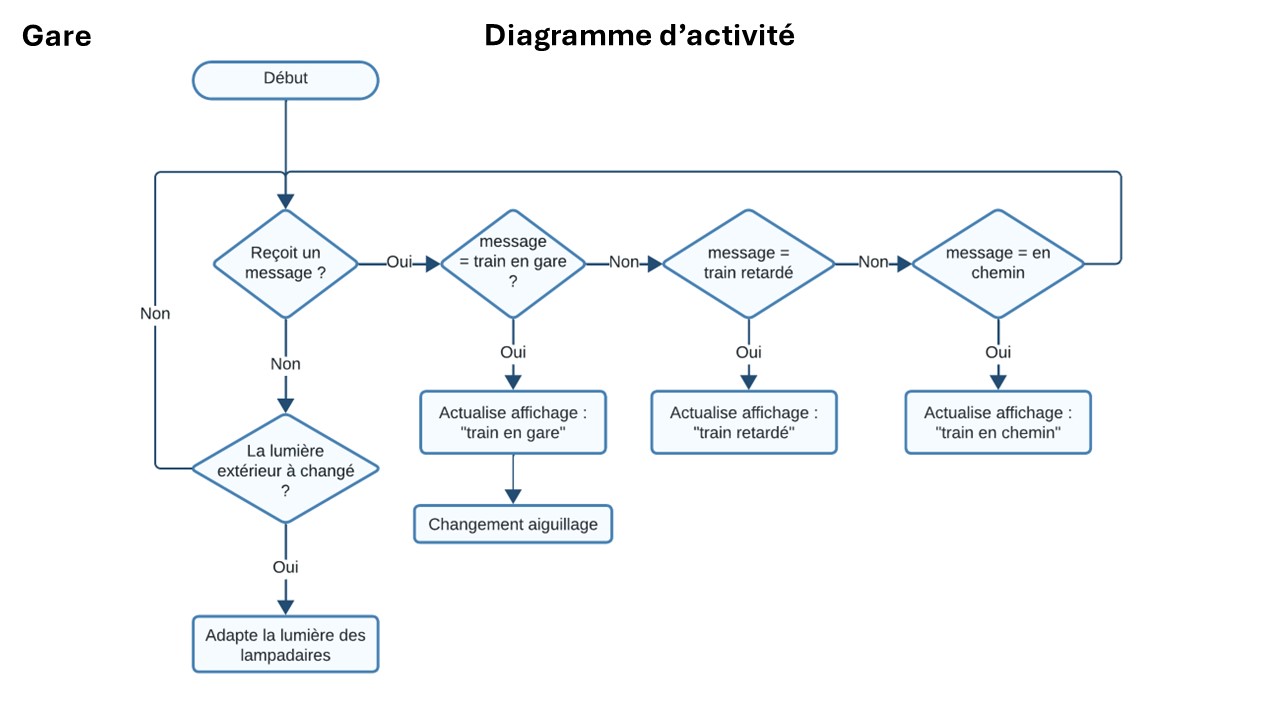 Gare
Diagramme d’activité
Début
Reçoit un
message ?
Oui
message
= train en gare
?
Non
message =
train retardé
Non
message = en
chemin
Non
Non
Oui
Oui
Oui
Actualise affichage :
"train en gare"
Actualise affichage :
"train retardé"
Actualise affichage :
"train en chemin"
La lumière
extérieur à changé
?
Changement aiguillage
Oui
Adapte la lumière des
lampadaires